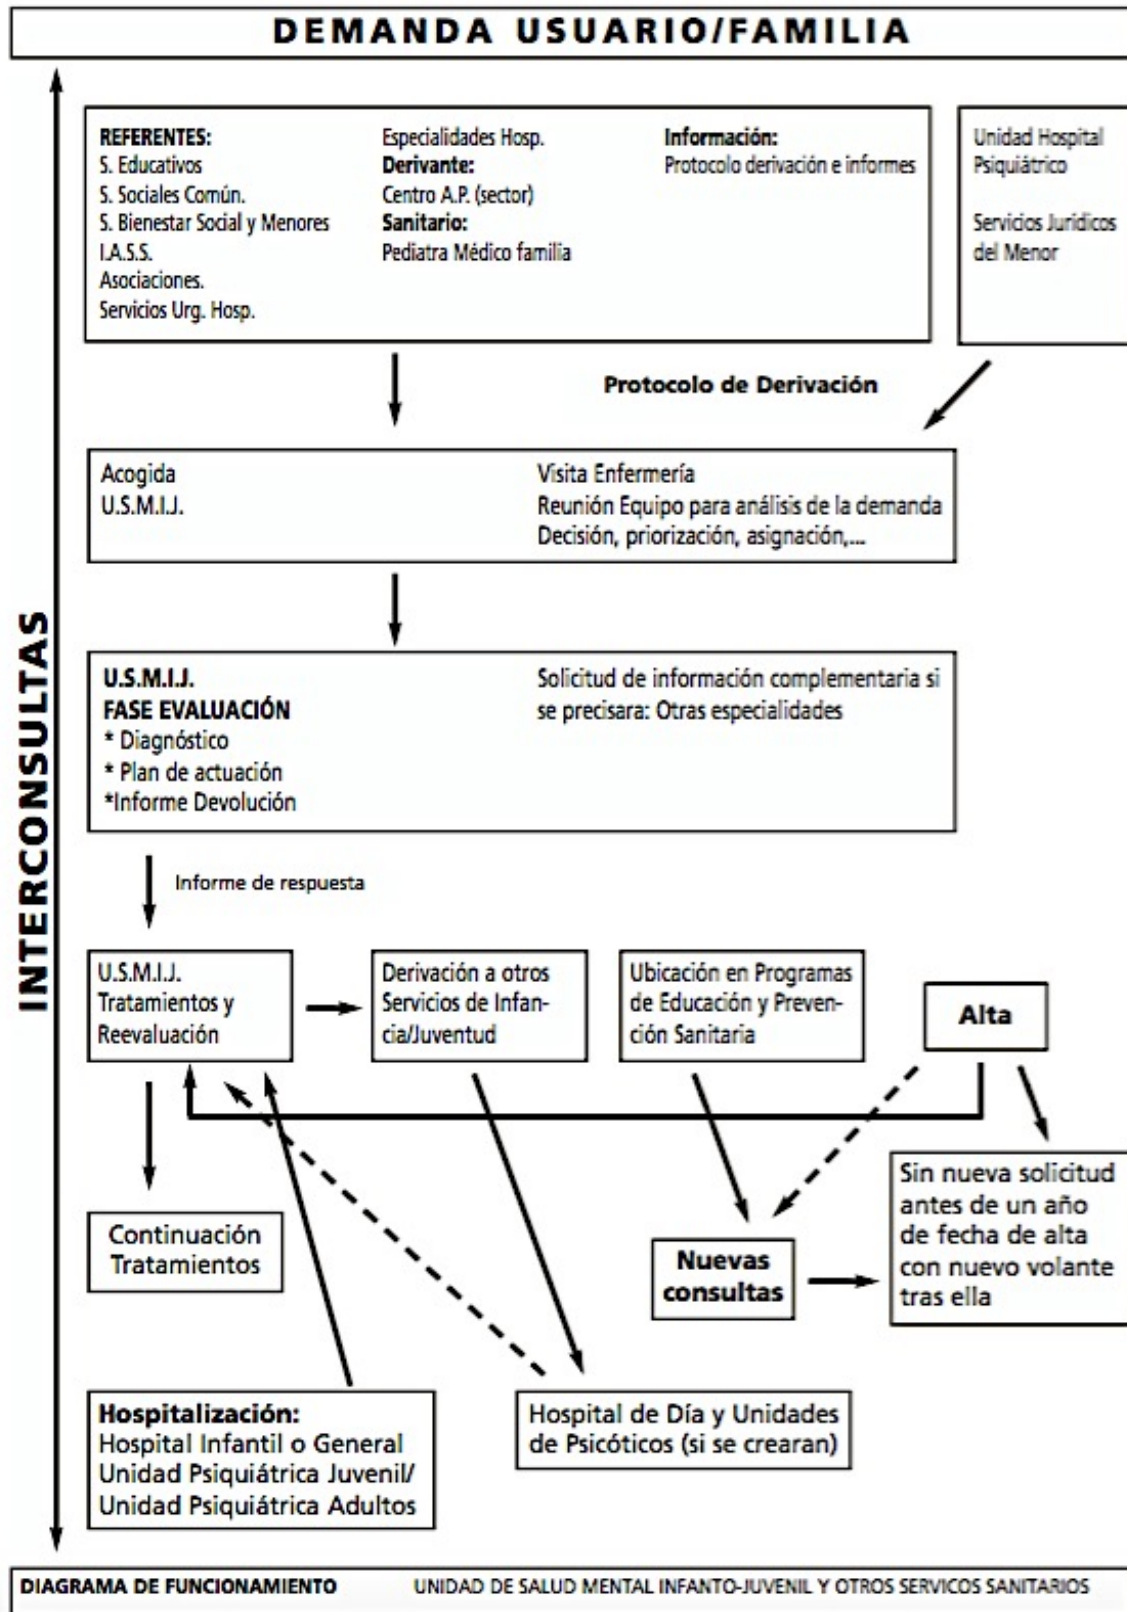 DEMANDA USUARIO/FAMILIA
REFERENTES:
S. Educativos
S. Sociales Común.
S. Bienestar Social y Menores
I.A.S.S.
Asociaciones.
Servicios Urg. Hosp.
Especialidades Hosp.
Derivante:
Centro A.P. (sector)
Sanitario:
Pediatra Médico familia
Información:
Protocolo derivación e informes
Unidad Hospital
Psiquiátrico
Servicios Jurídicos
del Menor
Protocolo de Derivación
Acogida
U.S.M.I.J.
Visita Enfermería
Reunión Equipo para análisis de la demanda
Decisión, priorización, asignación,...
INTERCONSULTAS
U.S.M.I.J.
FASE EVALUACIÓN
* Diagnóstico
* Plan de actuación
*Informe Devolución
Solicitud de información complementaria si
se precisara: Otras especialidades
Informe de respuesta
U.S.M.I.J.
Tratamientos y
Reevaluación
Derivación a otros
Servicios de Infan-
cia/Juventud
Ubicación en Programas
de Educación y Preven-
ción Sanitaria
Alta
Continuación
Tratamientos
Nuevas
consultas
Sin nueva solicitud
antes de un año
de fecha de alta
con nuevo volante
tras ella
Hospitalización:
Hospital Infantil o General
Unidad Psiquiátrica Juvenil/
Unidad Psiquiátrica Adultos
Hospital de Día y Unidades
de Psicóticos (si se crearan)
DIAGRAMA DE FUNCIONAMIENTO UNIDAD DE SALUD MENTAL INFANTO-JUVENIL Y OTROS SERVICOS SANITARIOS